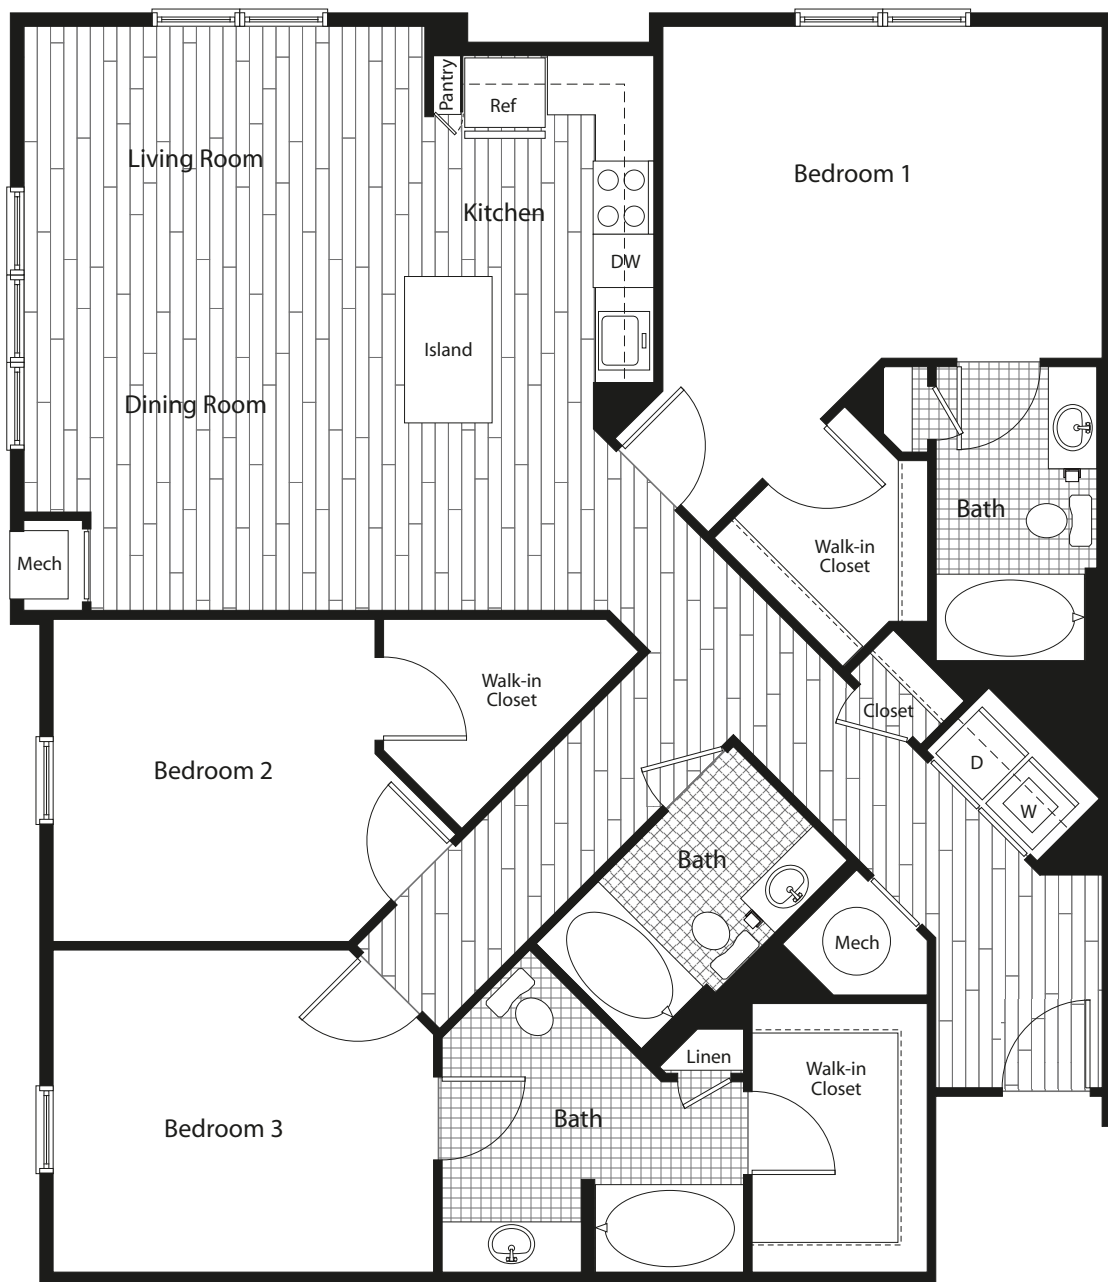 Pantry
Ref
Living Room
Bedroom 1
Kitchen
DW
Island
Dining Room
Bath
Walk-in
Closet
Mech
Walk-in
Closet
Closet
Bedroom 2
D
W
Bath
Mech
Linen
Walk-in
Closet
Bath
Bedroom 3